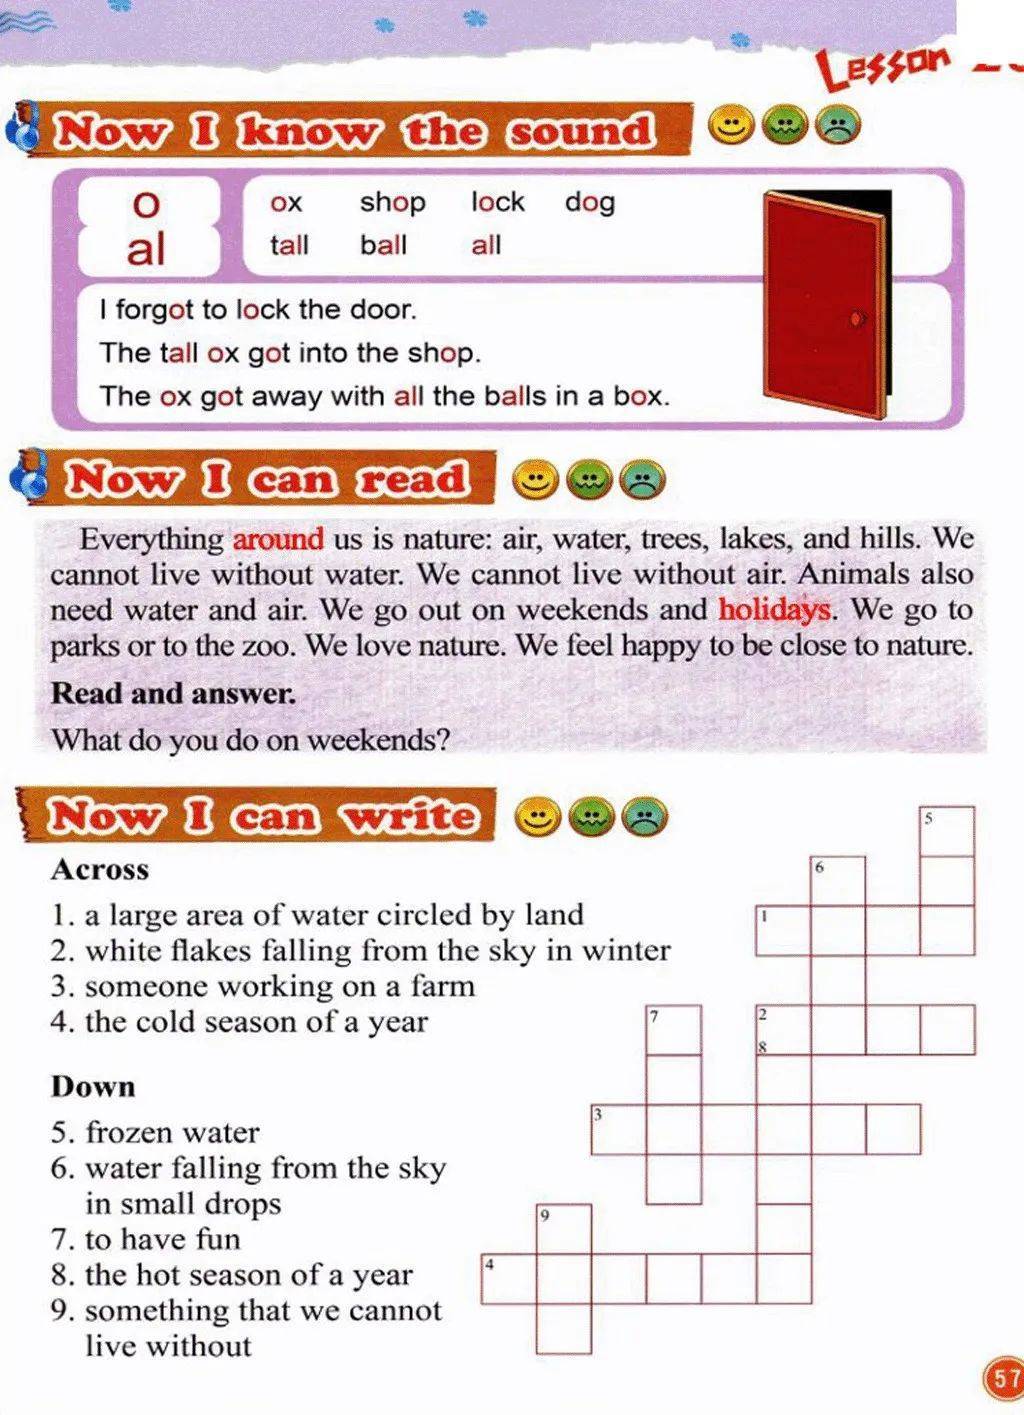 Lesson
Now I know the sound
o
al
ox shop lock dog
tall ball all
I forgot to lock the door.
The tall ox got into the shop.
The ox got away with all the balls in a box.
Now I can read
Everything around us is nature: air, water, trees, lakes, and hills. We
cannot live without water. We cannot live without air. Animals also
need water and air. We go out on weekends and holidays. We go to
parks or to the zoo. We love nature. We feel happy to be close to nature.
Read and answer.
What do you do on weekends?
Now I can write
Across
1. a large area of water circled by land
2. white flakes falling from the sky in winter
3. someone working on a farm
4. the cold season of a year
Down
5. frozen water
6. water falling from the sky
in small drops
7. to have fun
8. the hot season of a year
9. something that we cannot
live without
5
6
1
7
2
8
3
9
4
57